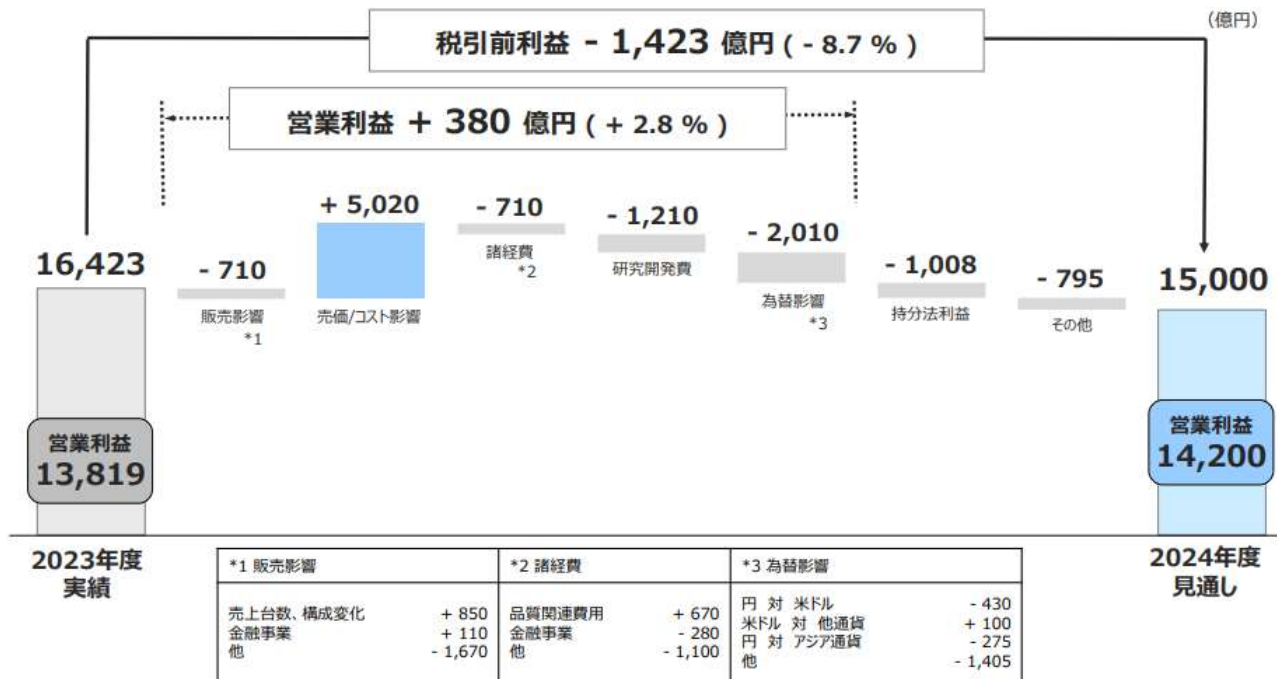 (億円)
税引前利益 - 1,423 億円 ( - 8.7 % )
営業利益 + 380 億円 ( + 2.8 % )
16,423
- 710
販売影響
*1
+ 5,020
売価/コスト影響
- 710
諸経費
*2
- 1,210
研究開発費
- 2,010
為替影響
*3
- 1,008
持分法利益
- 795
その他
15,000
営業利益
13,819
営業利益
14,200
2023年度
実績
2024年度
見通し
*1 販売影響
売上台数、構成変化 + 850
金融事業 + 110
他 - 1,670
*2 諸経費
品質関連費用 + 670
金融事業 - 280
他 - 1,100
*3 為替影響
円 対 米ドル - 430
米ドル 対 他通貨 + 100
円 対 アジア通貨 - 275
他 - 1,405